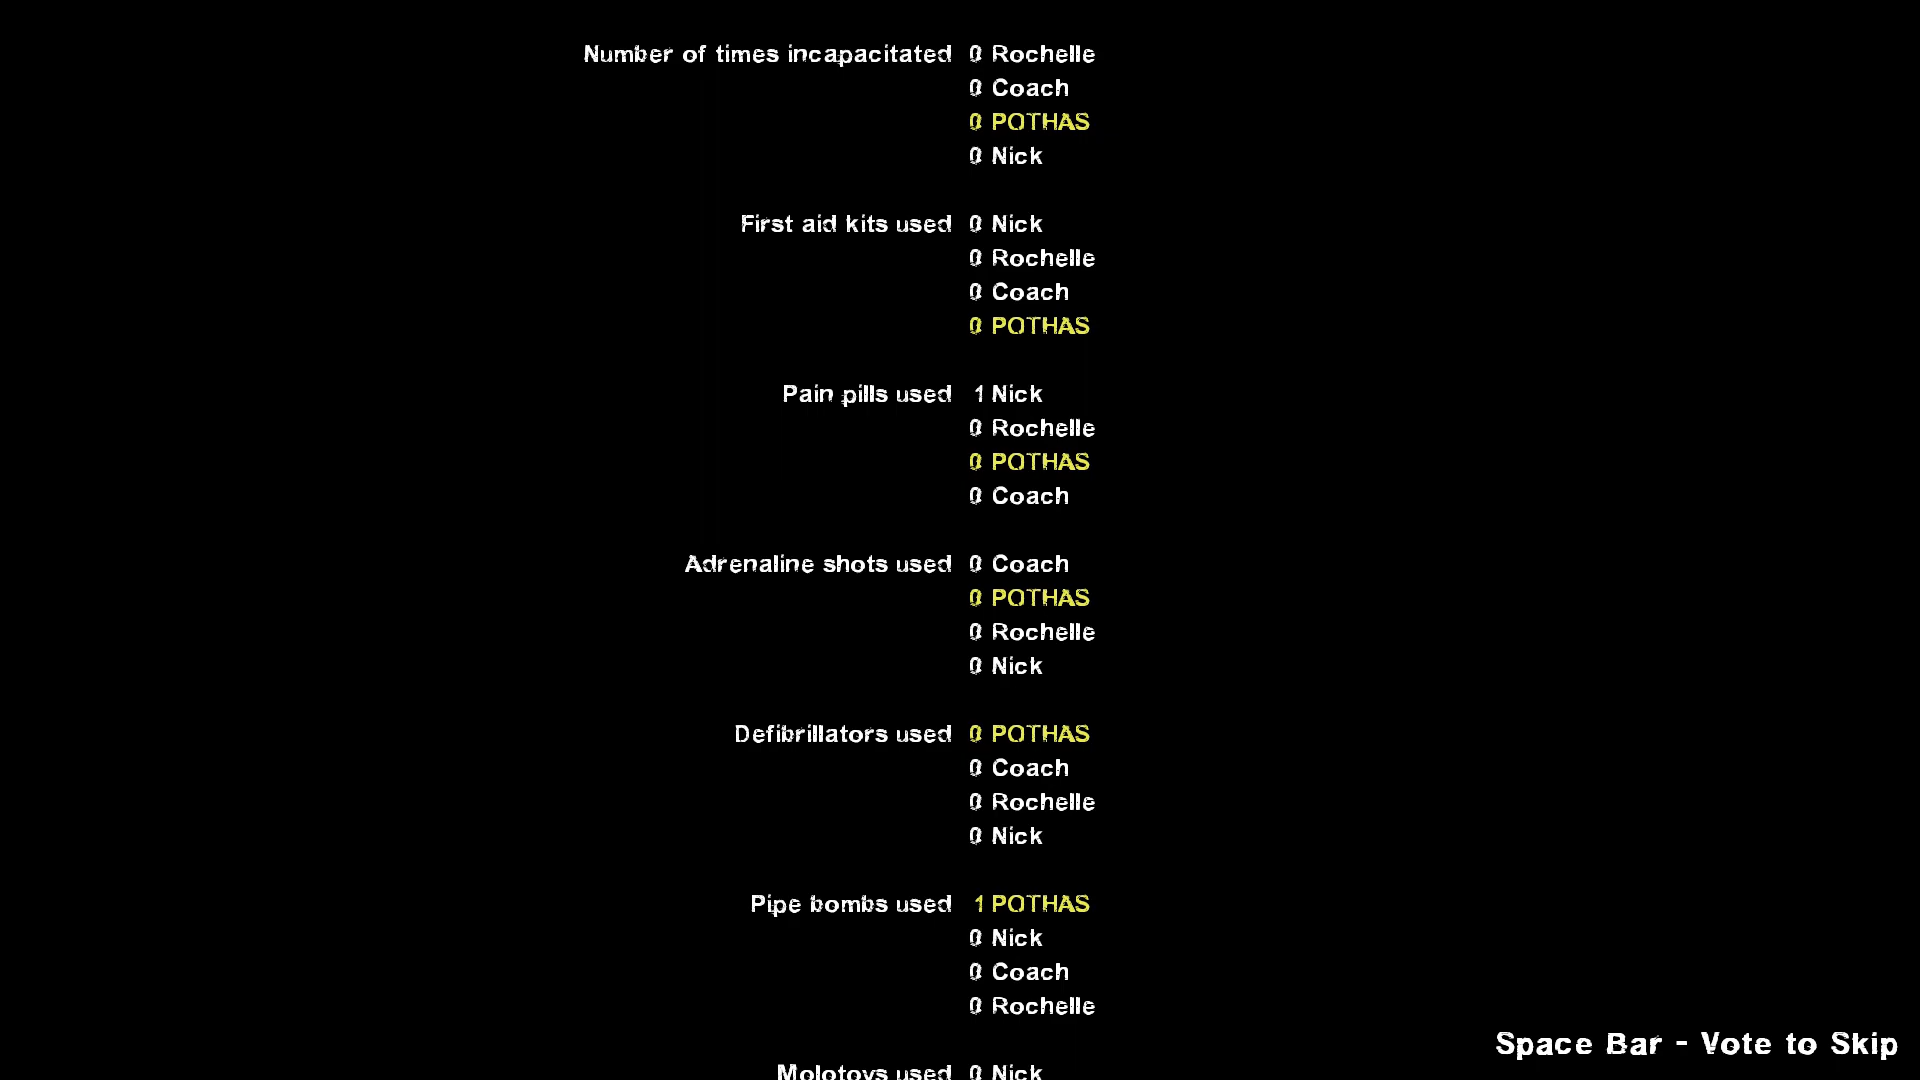 Number of times incapacitated 0 Rochelle
0 Coach
0 POTHAS
0 Nick
First aid kits used 0 Nick
0 Rochelle
0 Coach
0 POTHAS
Pain pills used 1 Nick
0 Rochelle
0 POTHAS
0 Coach
Adrenaline shots used 0 Coach
0 POTHAS
0 Rochelle
0 Nick
Defibrillators used 0 POTHAS
0 Coach
0 Rochelle
0 Nick
Pipe bombs used 1 POTHAS
0 Nick
0 Coach
0 Rochelle
Space Bar - Vote to Skip
Molotovs used 0 Nick